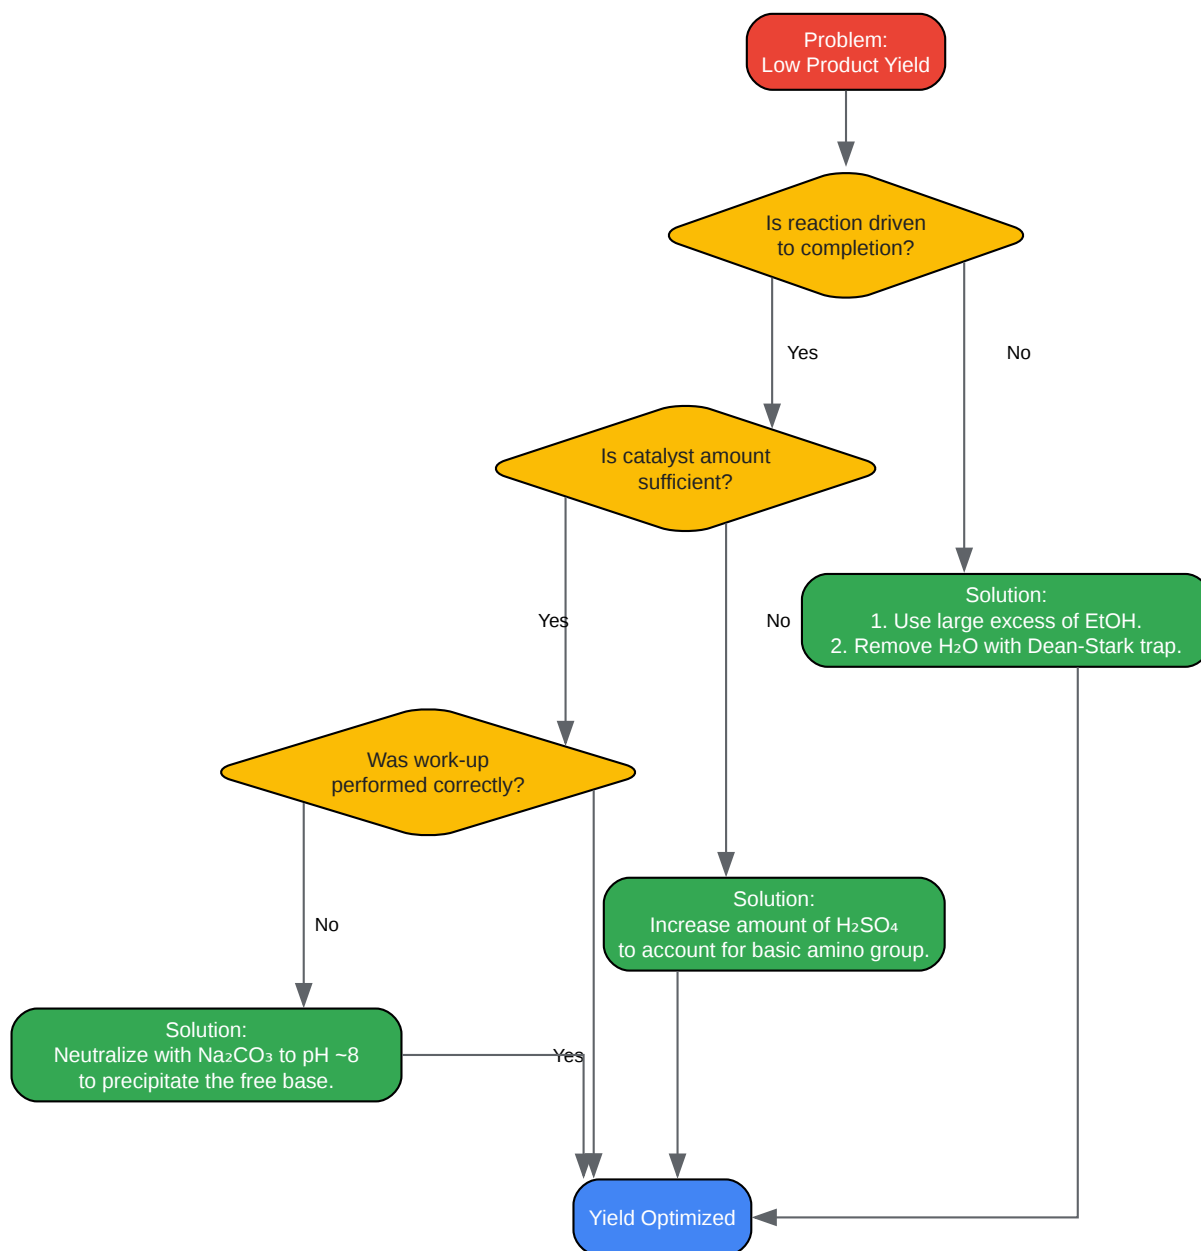 Problem:
Low Product Yield
Is reaction driven
to completion?
Yes
No
Is catalyst amount
sufficient?
Yes
No
Solution:
1. Use large excess of EtOH.
2. Remove H₂O with Dean-Stark trap.
Was work-up
performed correctly?
No
Solution:
Increase amount of H₂SO₄
to account for basic amino group.
Solution:
Neutralize with Na₂CO₃ to pH ~8
to precipitate the free base.
Yes
Yield Optimized